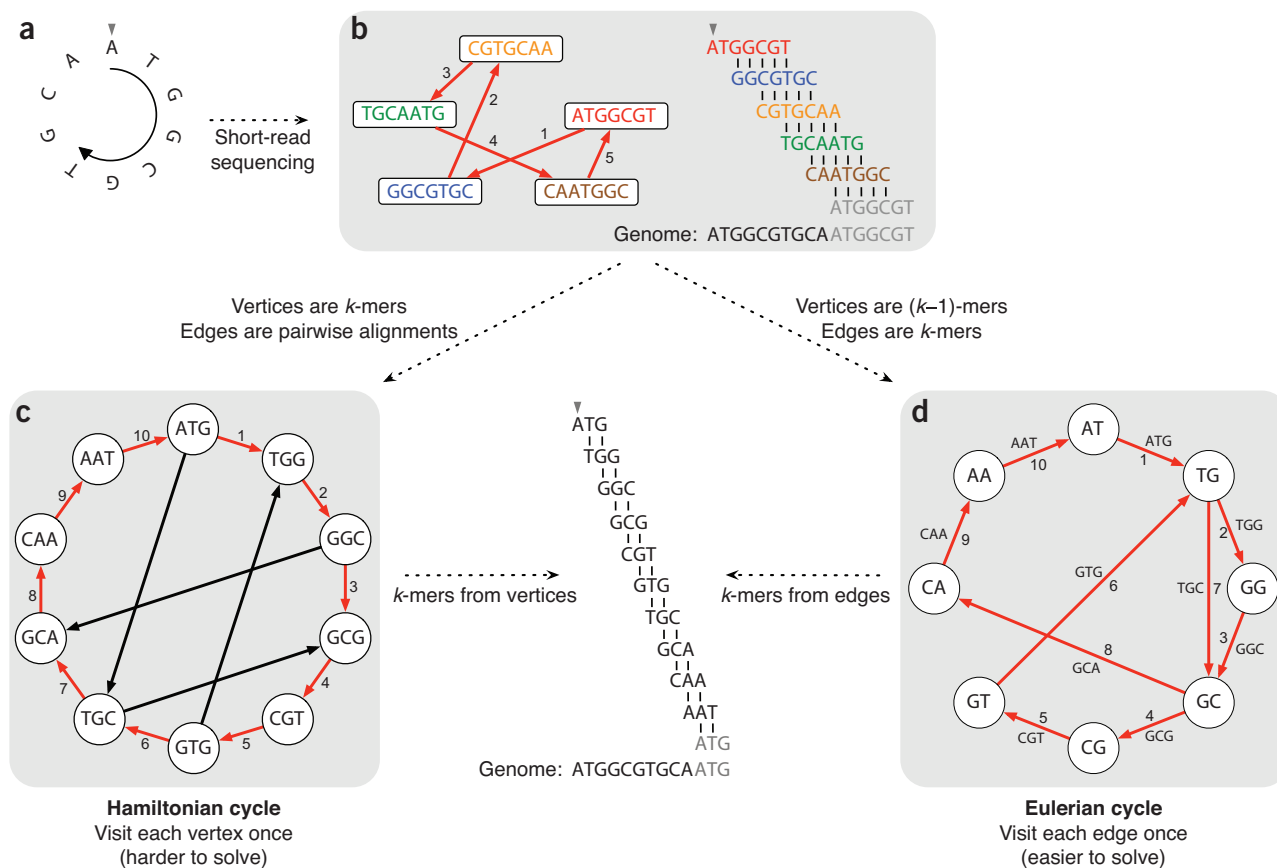 a
A
T
G
G
C
G
T
G
C
A
Short-read
sequencing
b
CGTGCAA
3
2
TGCAATG
ATGGCGT
1
4
5
GGCGTGC
CAATGGC
ATGGCGT
GGCGTGC
CGTGCAA
TGCAATG
CAATGGC
ATGGCGT
Genome: ATGGCGTGCAATGGCGT
Vertices are k-mers
Edges are pairwise alignments
Vertices are (k–1)-mers
Edges are k-mers
c
ATG
1
TGG
2
GGC
3
GCG
4
CGT
5
GTG
6
TGC
7
GCA
8
CAA
9
AAT
10
Hamiltonian cycle
Visit each vertex once
(harder to solve)
k-mers from vertices
ATG
TGG
GGC
GCG
CGT
GTG
TGC
GCA
CAA
AAT
ATG
Genome: ATGGCGTGCAATG
k-mers from edges
d
AT
ATG
1
TG
TGG
2
GG
3
GGC
GC
4
GCG
CG
5
CGT
GT
GTG
6
TGC 7
8
GCA
CA
CAA
9
AA
AAT
10
Eulerian cycle
Visit each edge once
(easier to solve)